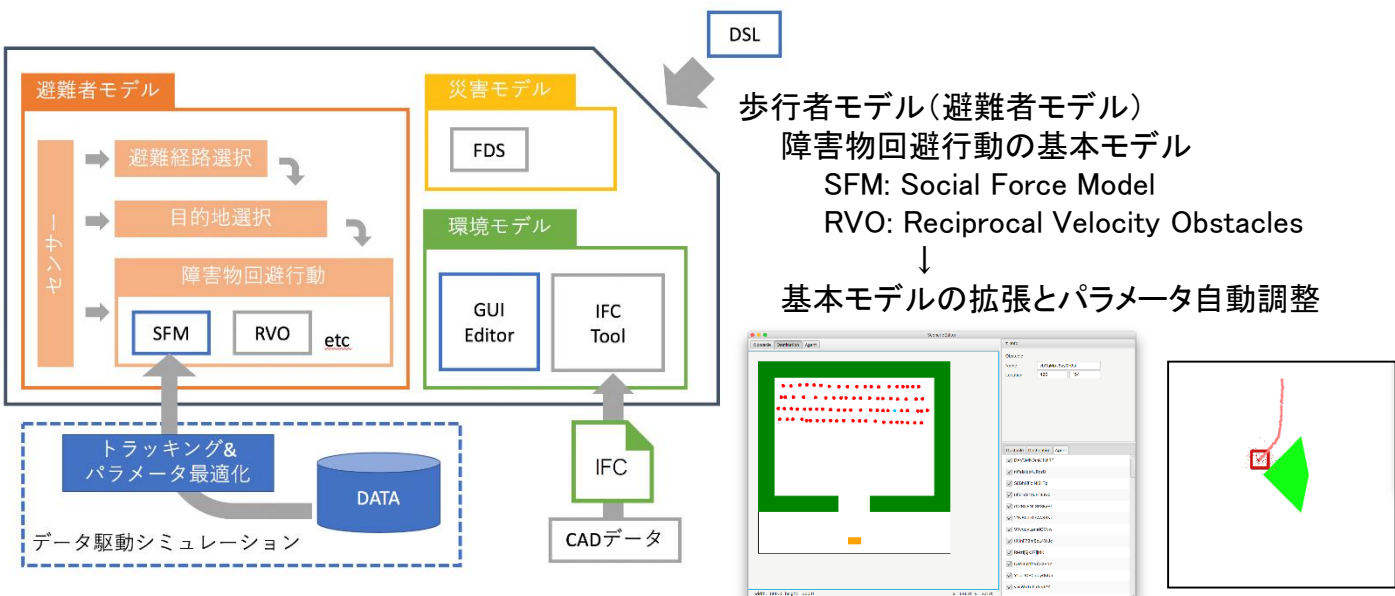 DSL
避難者モデル
センサー
避難経路選択
目的地選択
障害物回避行動
SFM
RVO
etc
災害モデル
FDS
環境モデル
GUI
Editor
IFC
Tool
トラッキング&
パラメータ最適化
DATA
データ駆動シミュレーション
IFC
CADデータ
歩行者モデル(避難者モデル)
障害物回避行動の基本モデル
SFM: Social Force Model
RVO: Reciprocal Velocity Obstacles
↓
基本モデルの拡張とパラメータ自動調整
Obstacle Destination Agent